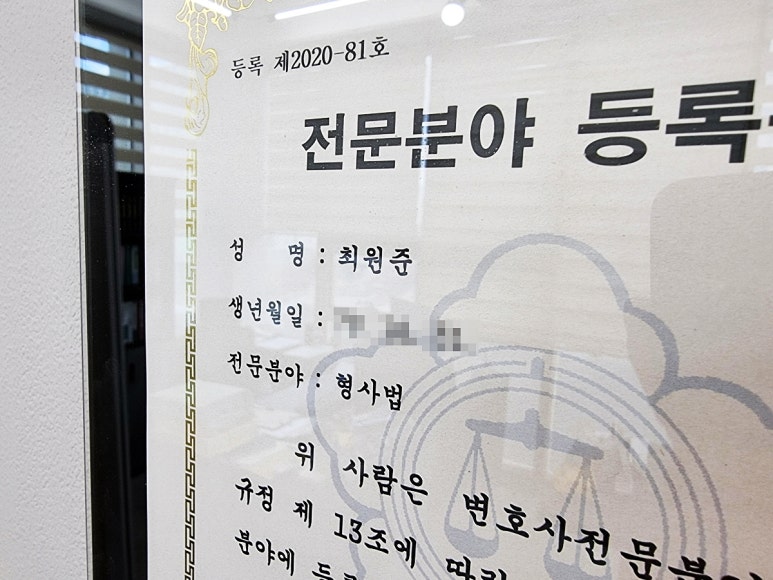 등록 제2020-81호
전문분야 등록
성 명 : 최원준
생년월일 :
전문분야 : 형사법
위 사람은 변호사전문분
규정 제 13조에 따라
분야에 등